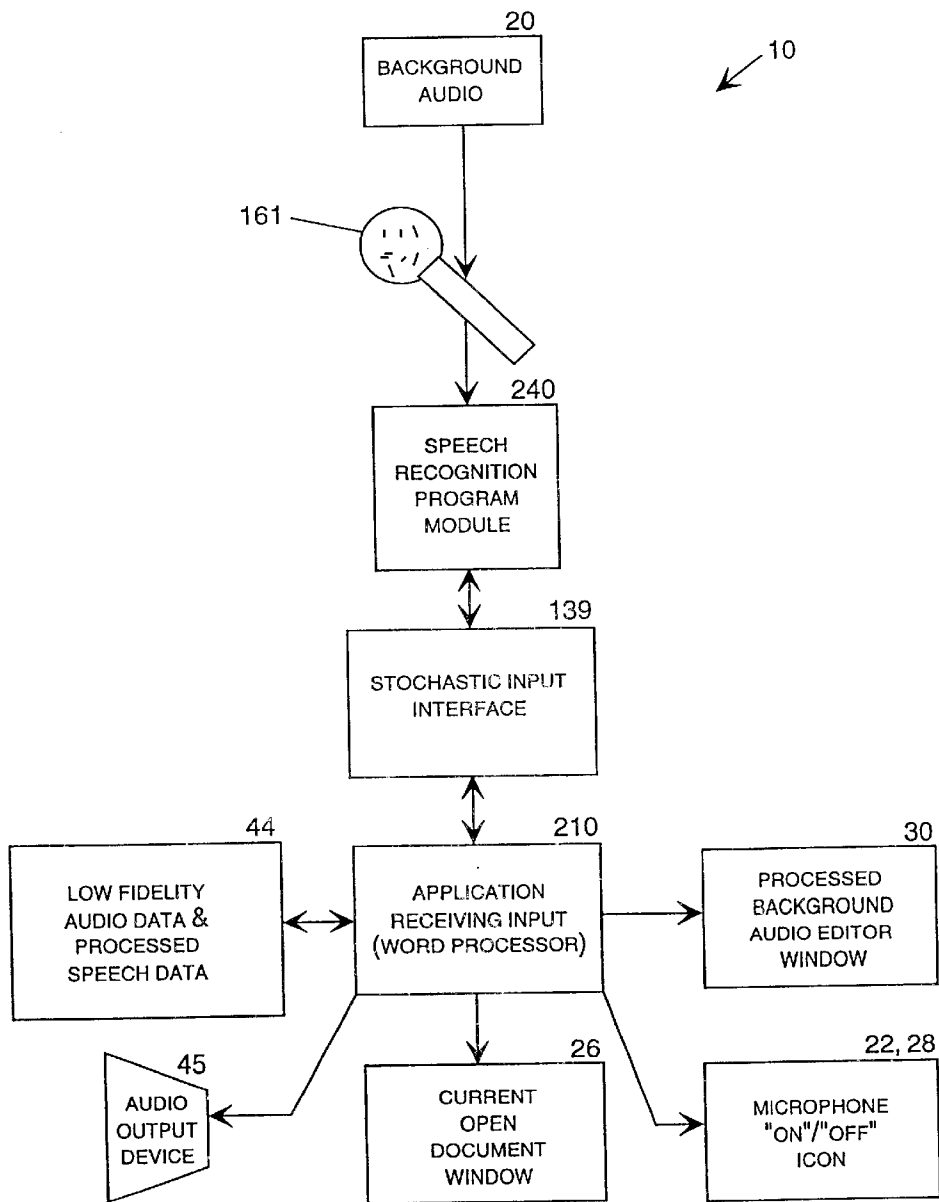 20
BACKGROUND
AUDIO
10
161
240
SPEECH
RECOGNITION
PROGRAM
MODULE
139
STOCHASTIC INPUT
INTERFACE
44
LOW FIDELITY
AUDIO DATA &
PROCESSED
SPEECH DATA
210
APPLICATION
RECEIVING INPUT
(WORD PROCESSOR)
30
PROCESSED
BACKGROUND
AUDIO EDITOR
WINDOW
45
AUDIO
OUTPUT
DEVICE
26
CURRENT
OPEN
DOCUMENT
WINDOW
22, 28
MICROPHONE
"ON"/"OFF"
ICON